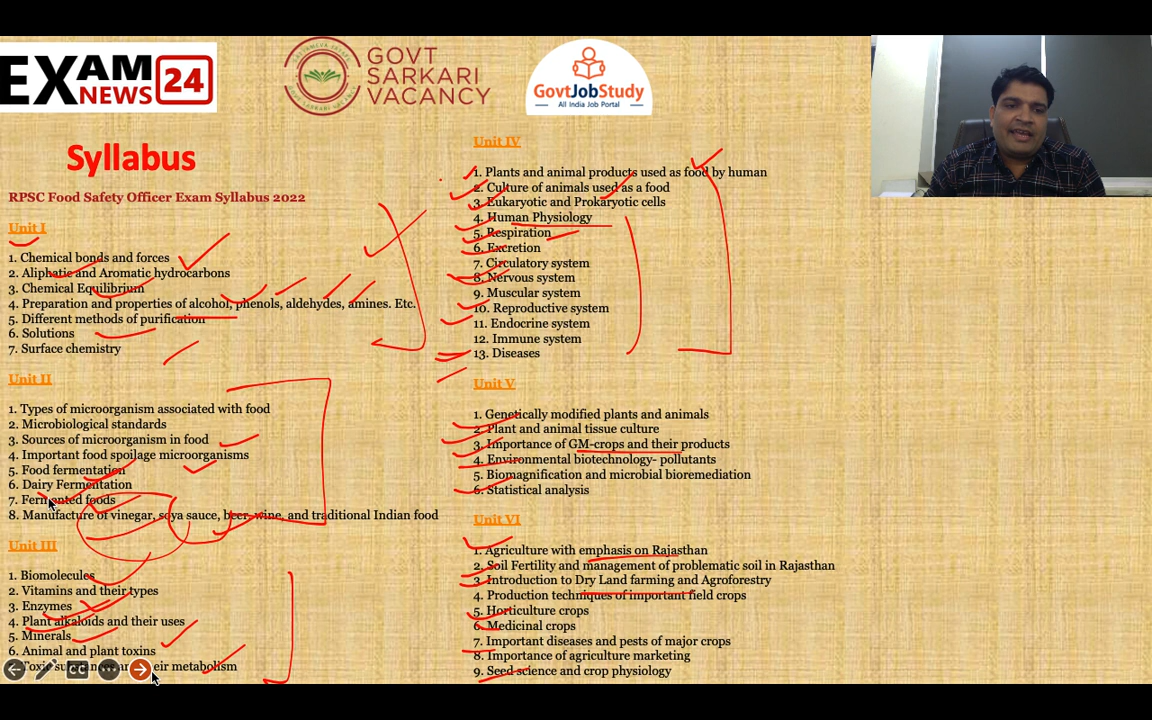 EXAM NEWS 24
GOVT
SARKARI
VACANCY
GovtJobStudy
All India Job Portal
Syllabus
RPSC Food Safety Officer Exam Syllabus 2022
Unit I
1. Chemical bonds and forces
2. Aliphatic and Aromatic hydrocarbons
3. Chemical Equilibrium
4. Preparation and properties of alcohol, phenols, aldehydes, amines. Etc.
5. Different methods of purification
6. Solutions
7. Surface chemistry
Unit II
1. Types of microorganism associated with food
2. Microbiological standards
3. Sources of microorganism in food
4. Important food spoilage microorganisms
5. Food fermentation
6. Dairy Fermentation
7. Fermented foods
8. Manufacture of vinegar, soya sauce, beer, wine, and traditional Indian food
Unit III
1. Biomolecules
2. Vitamins and their types
3. Enzymes
4. Plant alkaloids and their uses
5. Minerals
6. Animal and plant toxins
Toxic substances and their metabolism
CC
Unit IV
1. Plants and animal products used as food by human
2. Culture of animals used as a food
3. Eukaryotic and Prokaryotic cells
4. Human Physiology
5. Respiration
6. Excretion
7. Circulatory system
8. Nervous system
9. Muscular system
10. Reproductive system
11. Endocrine system
12. Immune system
13. Diseases
Unit V
1. Genetically modified plants and animals
2. Plant and animal tissue culture
3. Importance of GM-crops and their products
4. Environmental biotechnology- pollutants
5. Biomagnification and microbial bioremediation
6. Statistical analysis
Unit VI
1. Agriculture with emphasis on Rajasthan
2. Soil Fertility and management of problematic soil in Rajasthan
3. Introduction to Dry Land farming and Agroforestry
4. Production techniques of important field crops
5. Horticulture crops
6. Medicinal crops
7. Important diseases and pests of major crops
8. Importance of agriculture marketing
9. Seed science and crop physiology